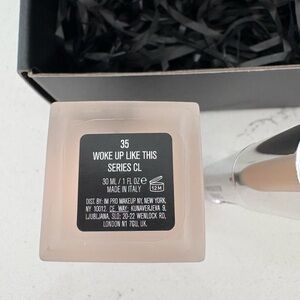 35
WOKE UP LIKE THIS
SERIES CL
30 ML / 1 FL OZ ℮
12M
MADE IN ITALY
DIST. BY: IM PRO MAKEUP NY, NEW YORK,
NY 10012. CE, WAY: KUNAVERJEVA 9,
LJUBLJANA, SLO; 20-22 WENLOCK RD,
LONDON N1 7GU, UK.